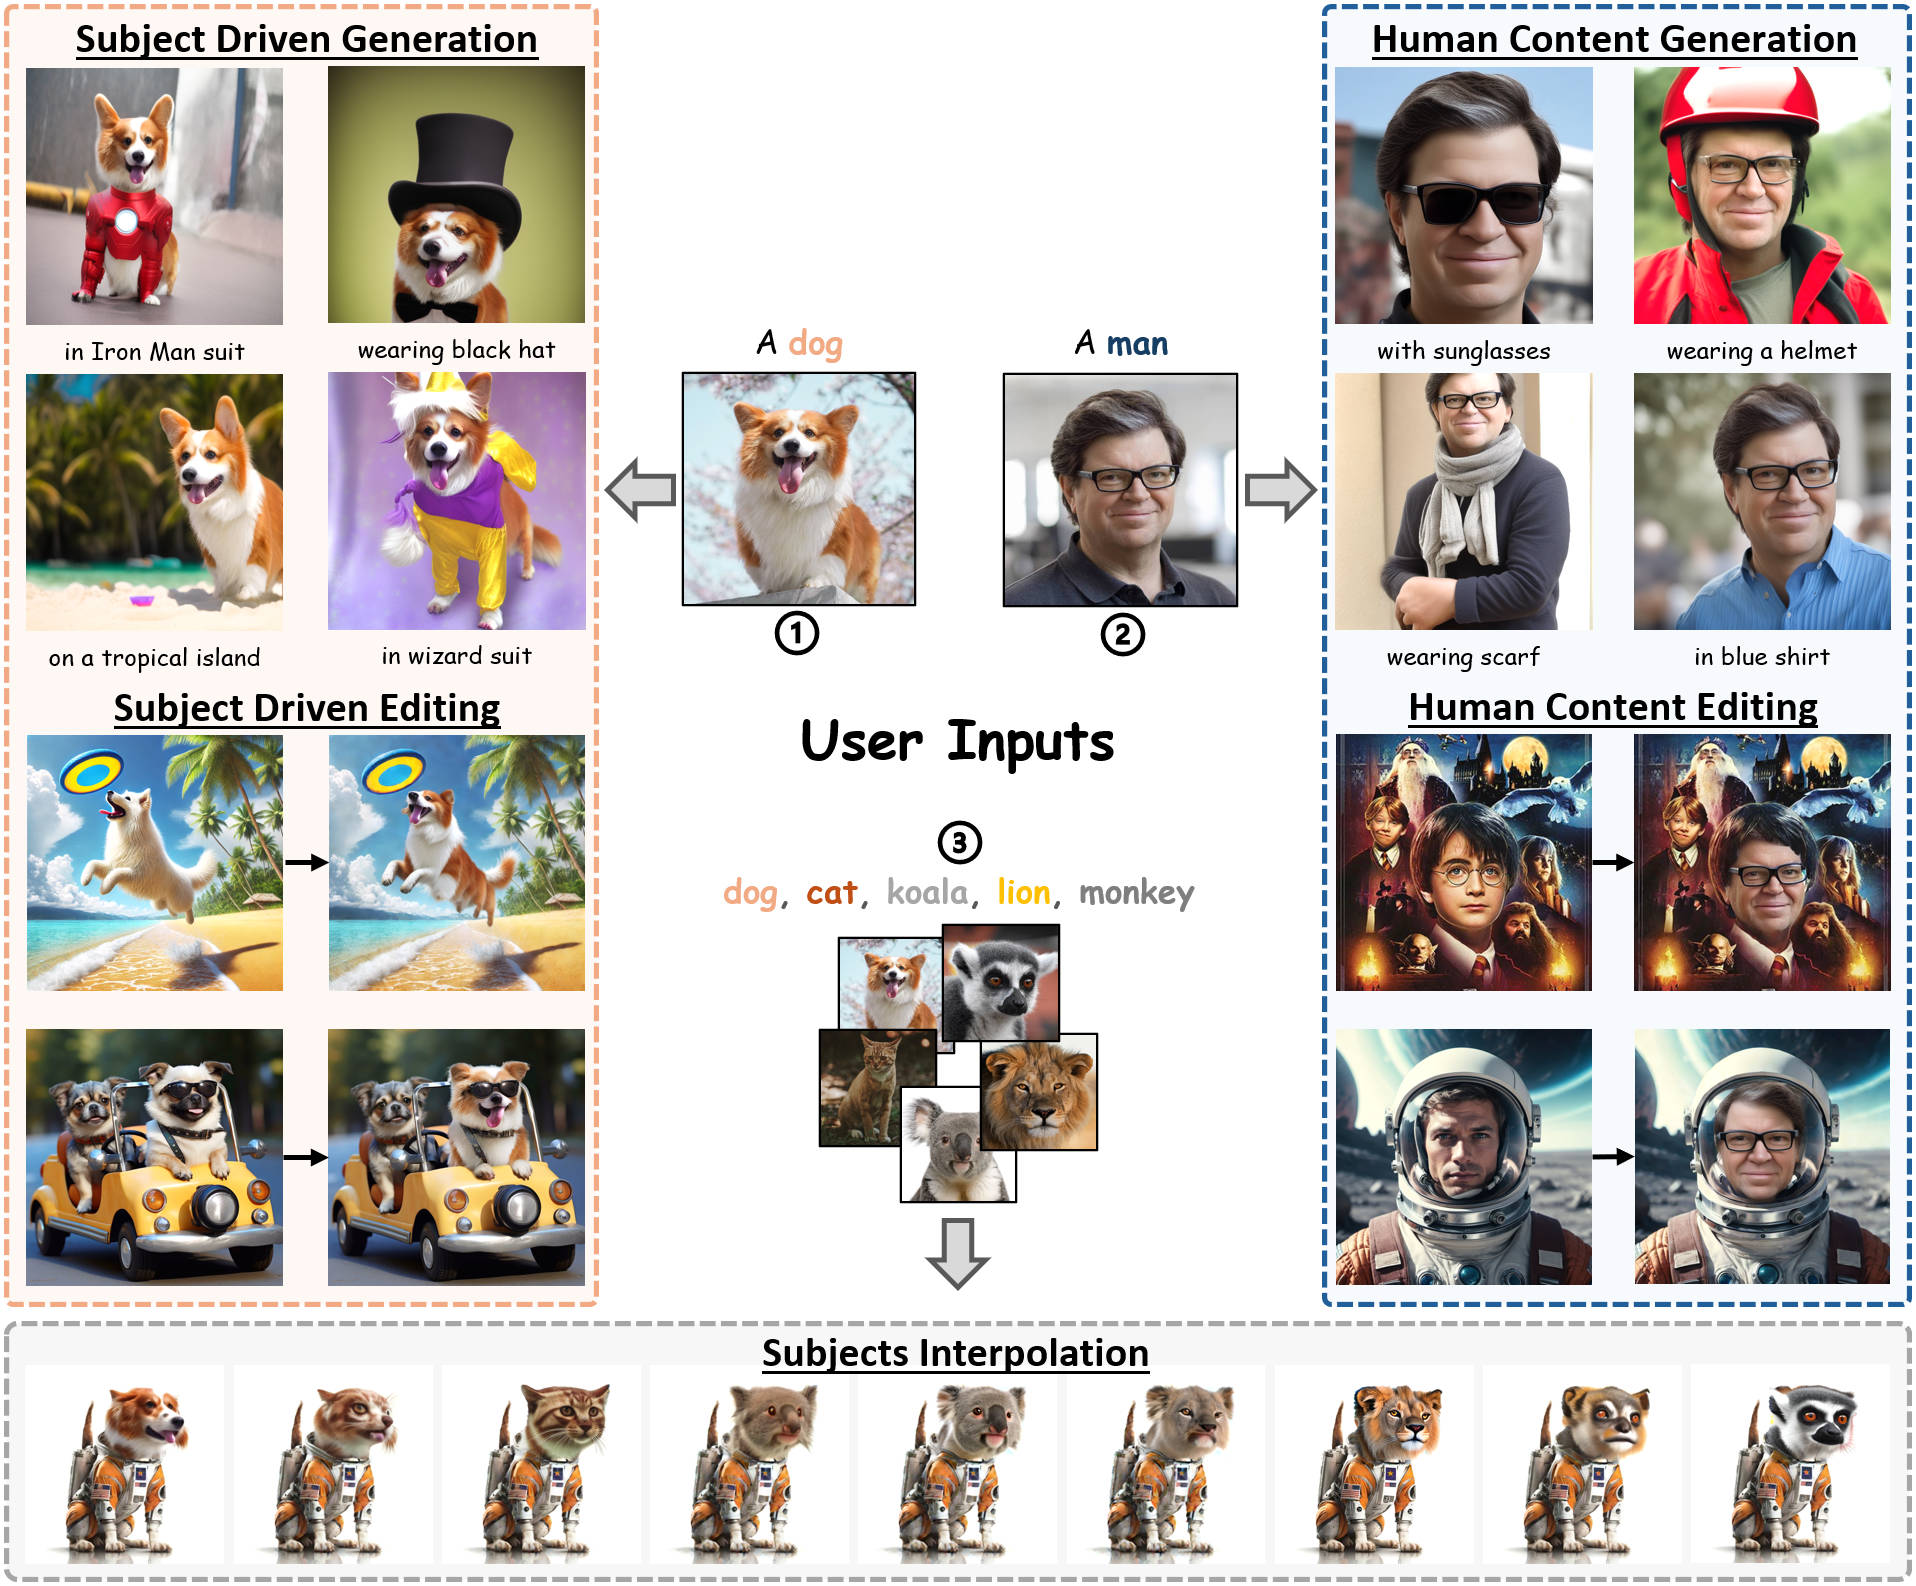 Subject Driven Generation
in Iron Man suit
wearing black hat
on a tropical island
in wizard suit
Subject Driven Editing
A dog
1
A man
2
User Inputs
3
dog, cat, koala, lion, monkey
Human Content Generation
with sunglasses
wearing a helmet
wearing scarf
in blue shirt
Human Content Editing
Subjects Interpolation